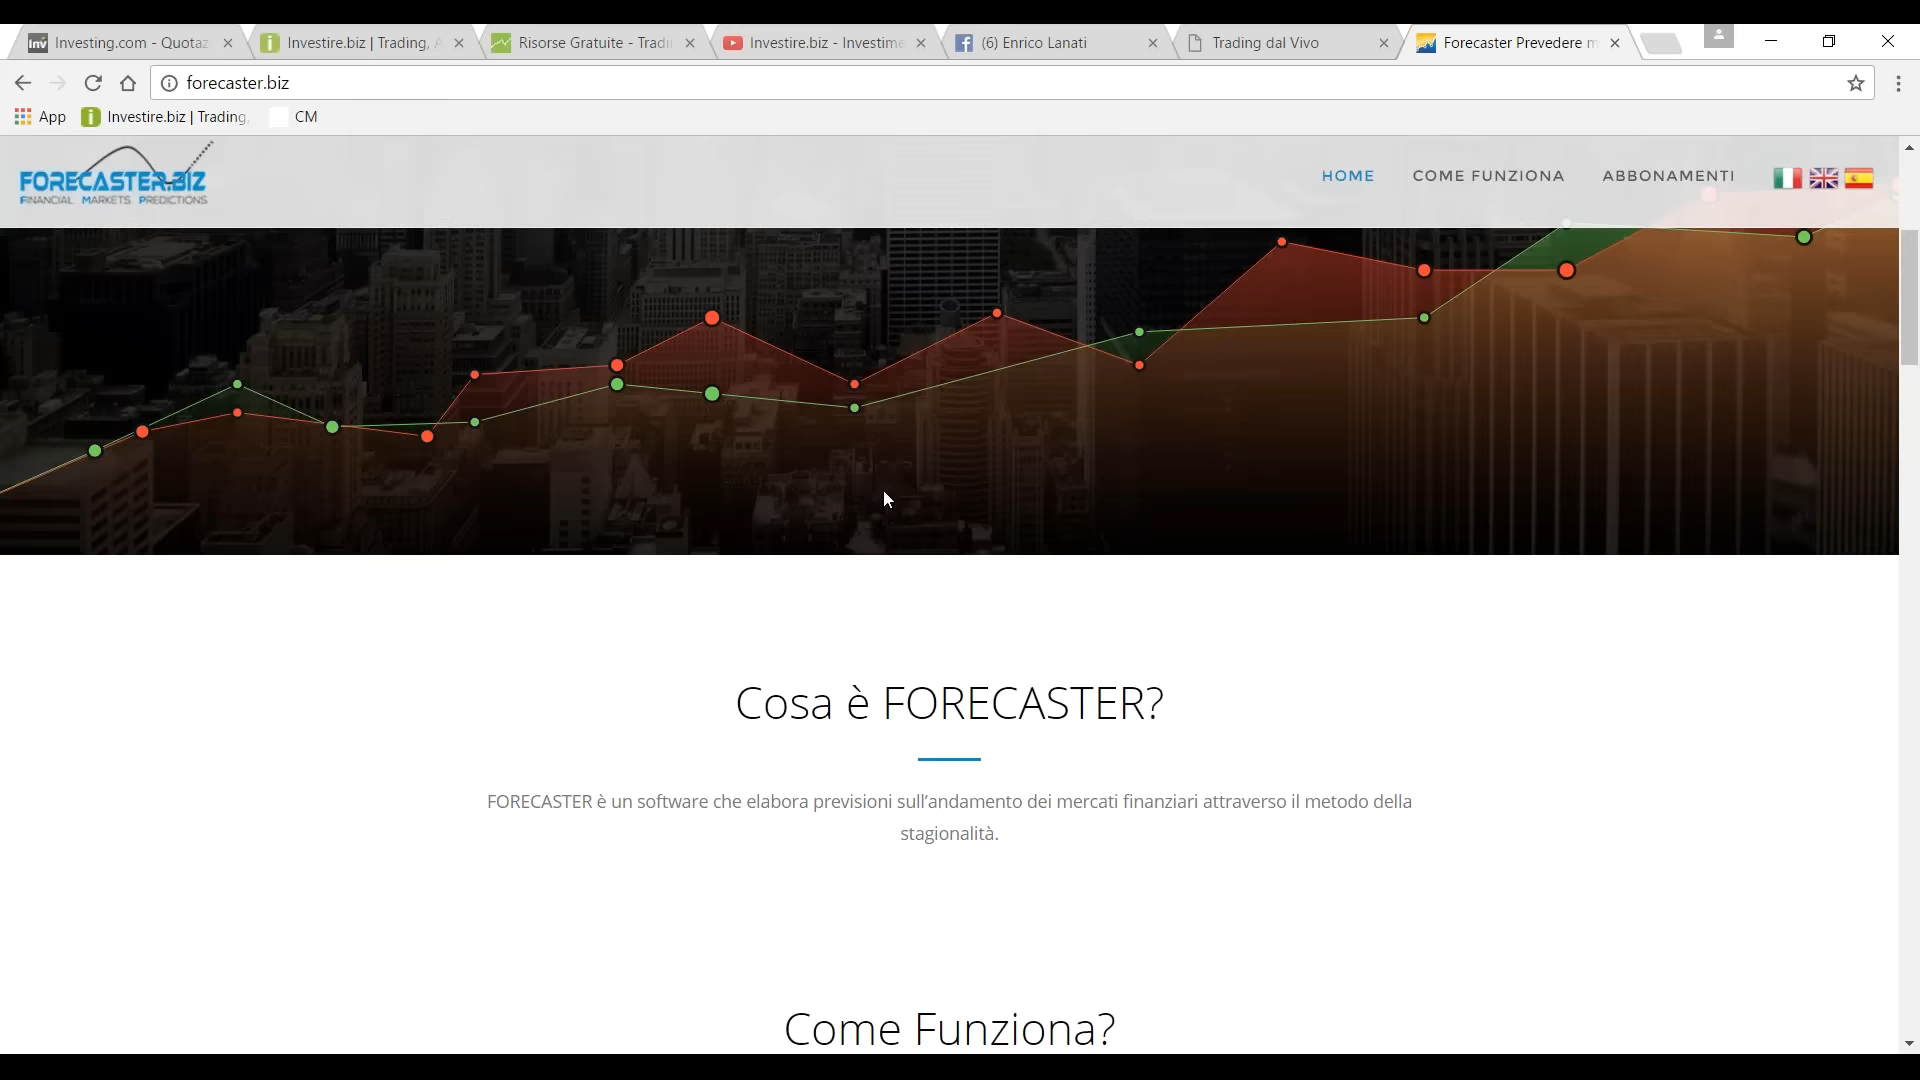 Investing.com - Quotaz
Investire.biz | Trading, A
Risorse Gratuite - Tradi
Investire.biz - Investime
(6) Enrico Lanati
Trading dal Vivo
Forecaster Prevedere m
forecaster.biz
App
Investire.biz | Trading,
CM
FORECASTER.BIZ
FINANCIAL MARKETS PREDICTIONS
HOME
COME FUNZIONA
ABBONAMENTI
Cosa è FORECASTER?
FORECASTER è un software che elabora previsioni sull'andamento dei mercati finanziari attraverso il metodo della
stagionalità.
Come Funziona?